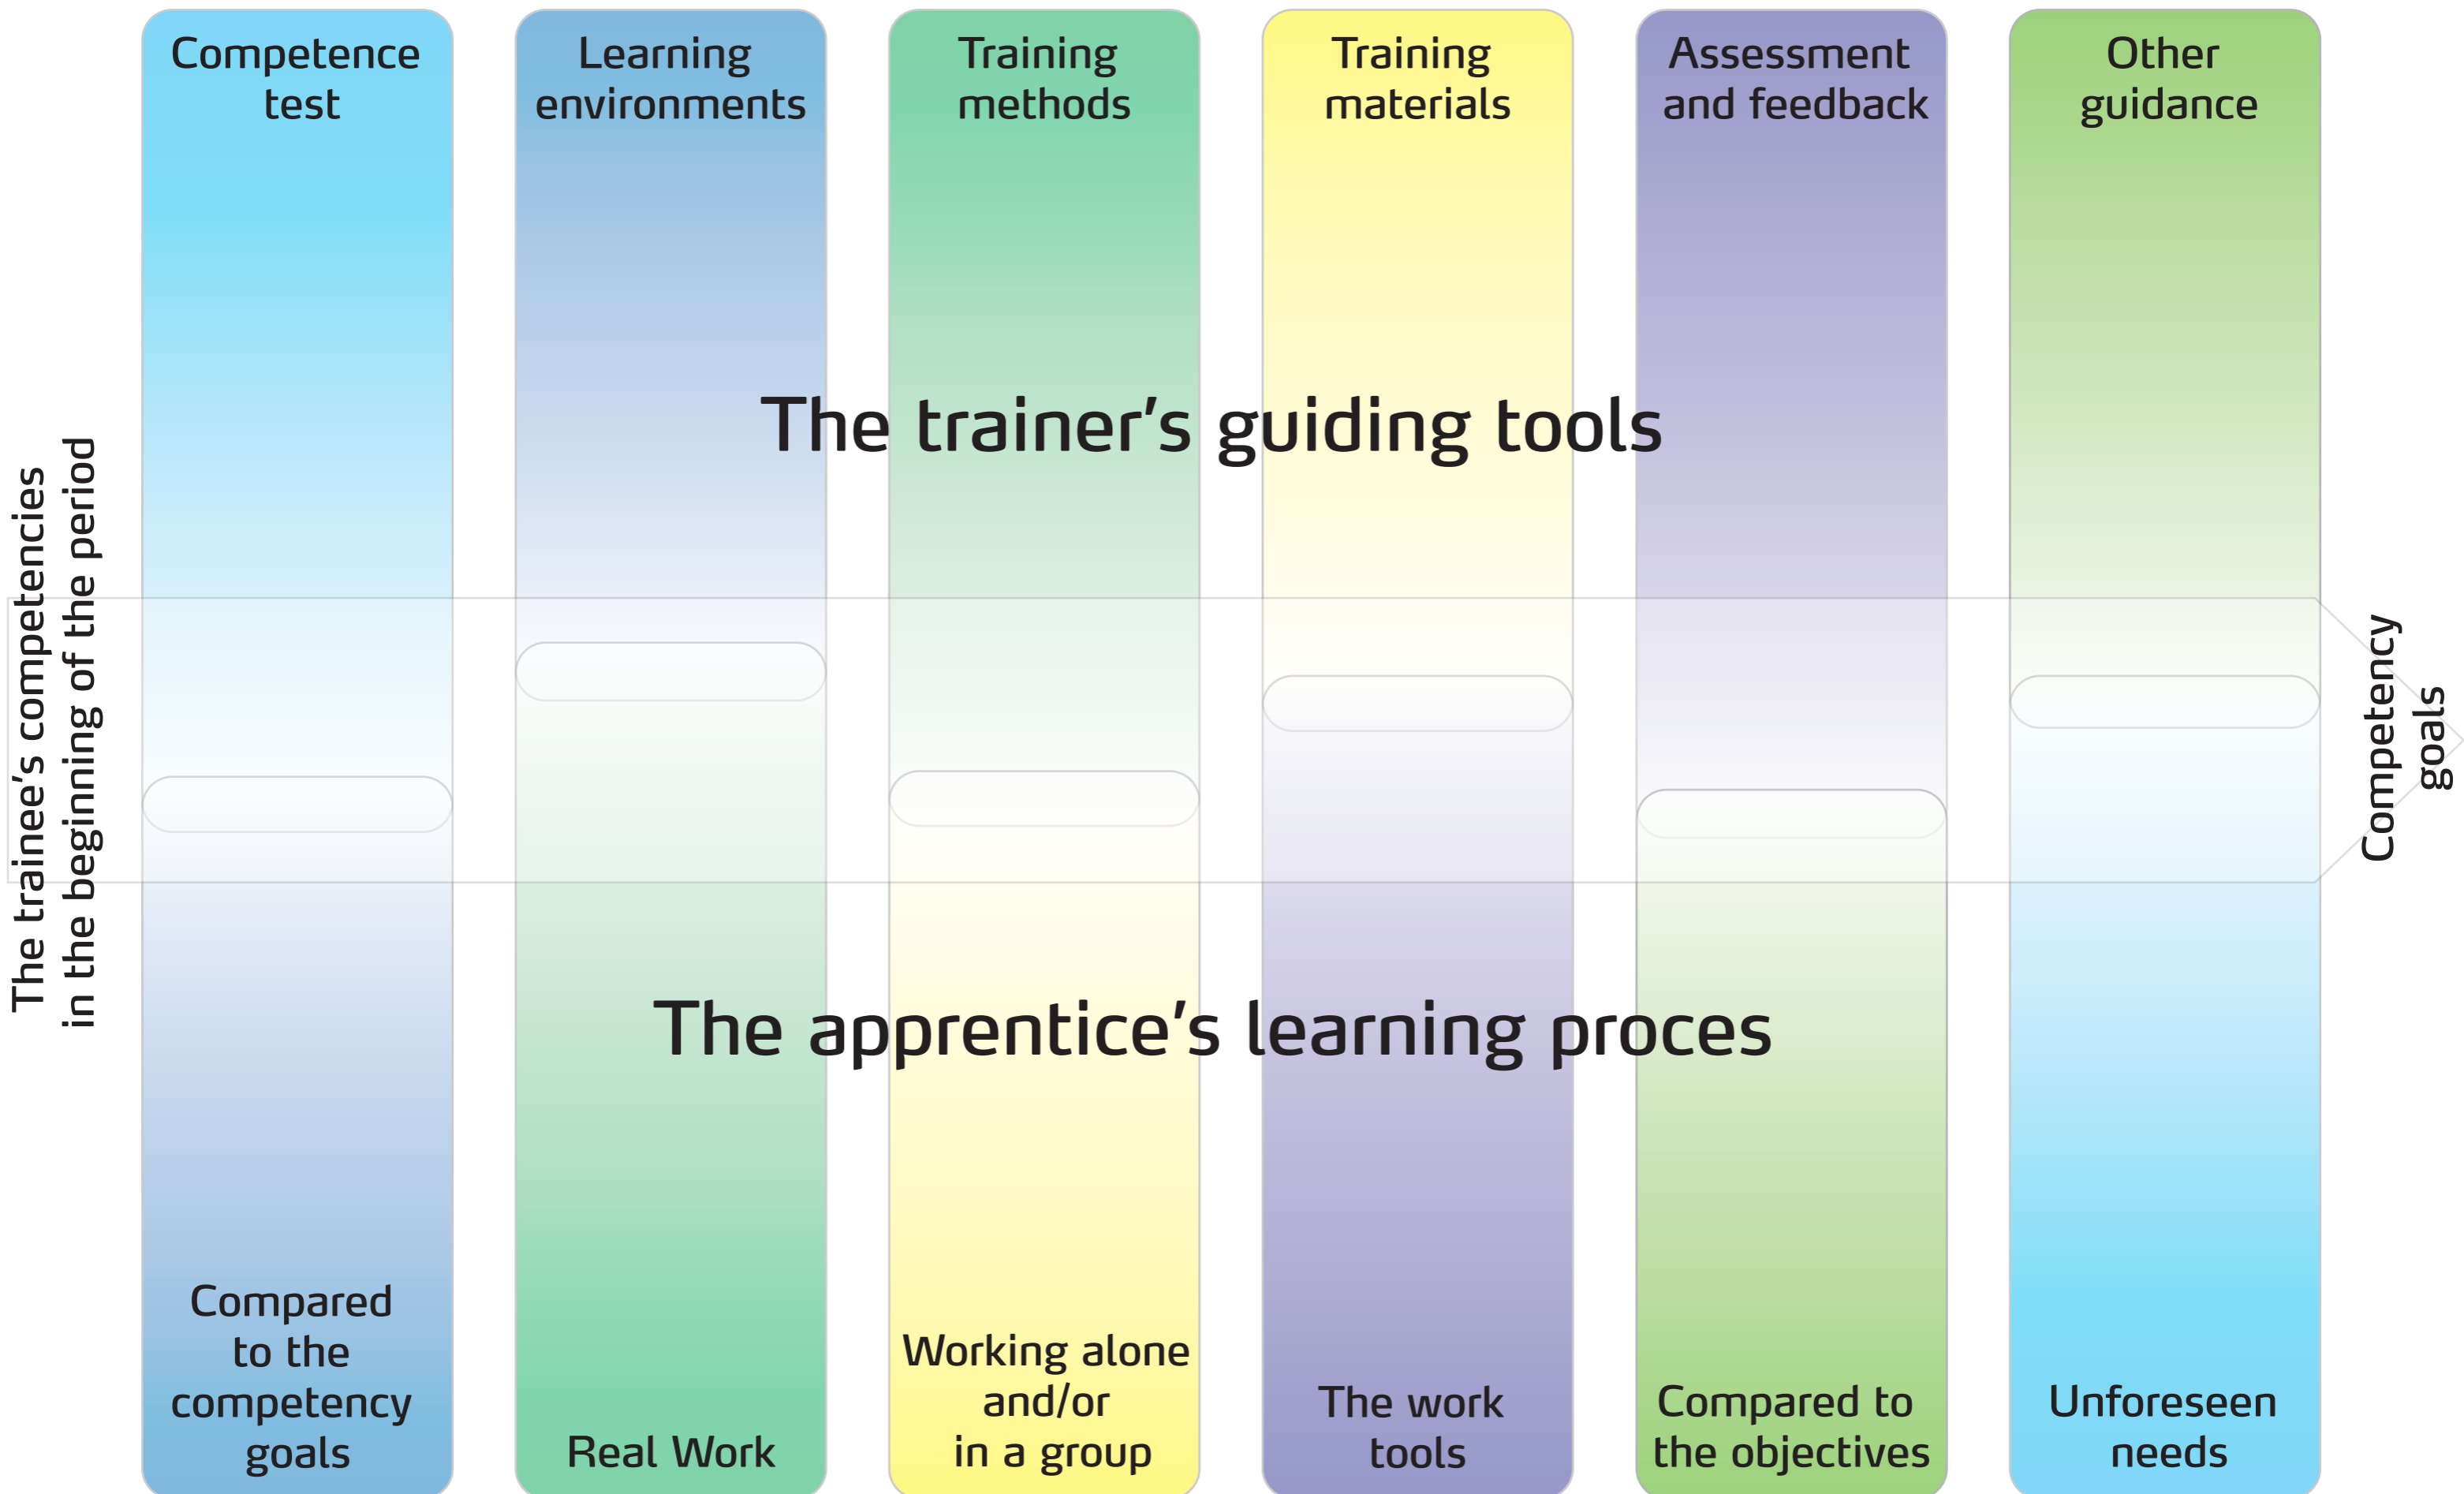 Competence
test
Learning
environments
Training
methods
Training
materials
Assessment
and feedback
Other
guidance
The trainer’s guiding tools
The trainee’s competencies
in the beginning of the period
Competency
goals
The apprentice’s learning proces
Compared
to the
competency
goals
Real Work
Working alone
and/or
in a group
The work
tools
Compared to
the objectives
Unforeseen
needs